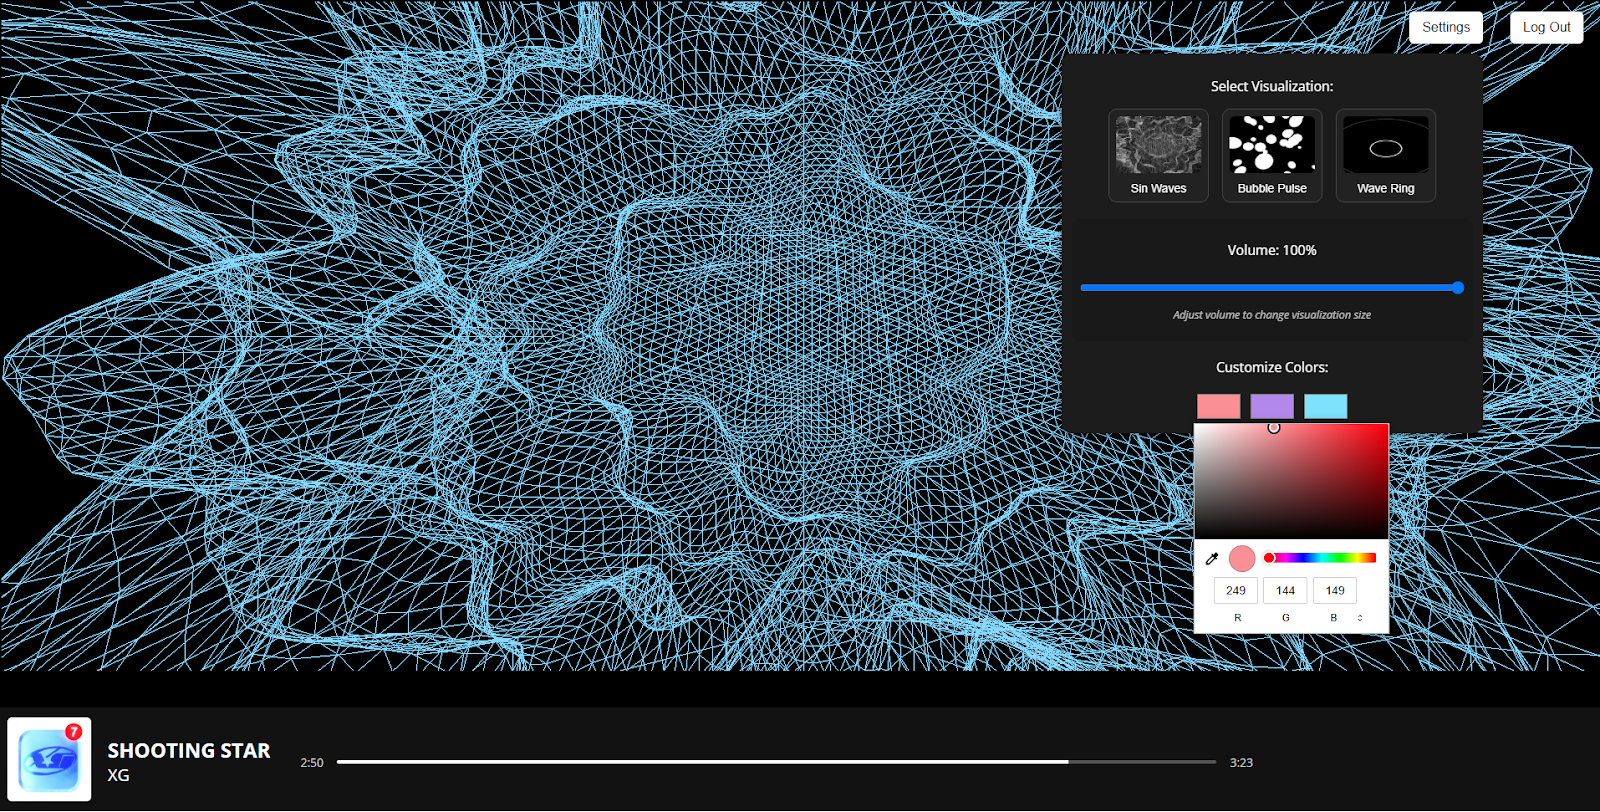 Settings
Log Out
Select Visualization:
Sin Waves
Bubble Pulse
Wave Ring
Volume: 100%
Adjust volume to change visualization size
Customize Colors:
249 144 149
R G B
7
SHOOTING STAR
XG
2:50
3:23